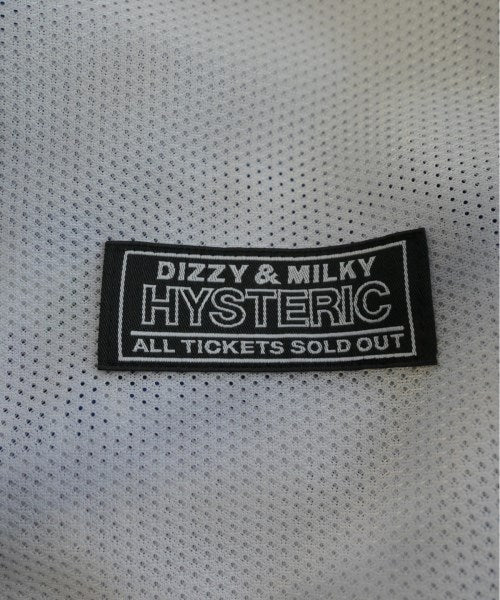 DIZZY & MILKY
HYSTERIC
ALL TICKETS SOLD OUT